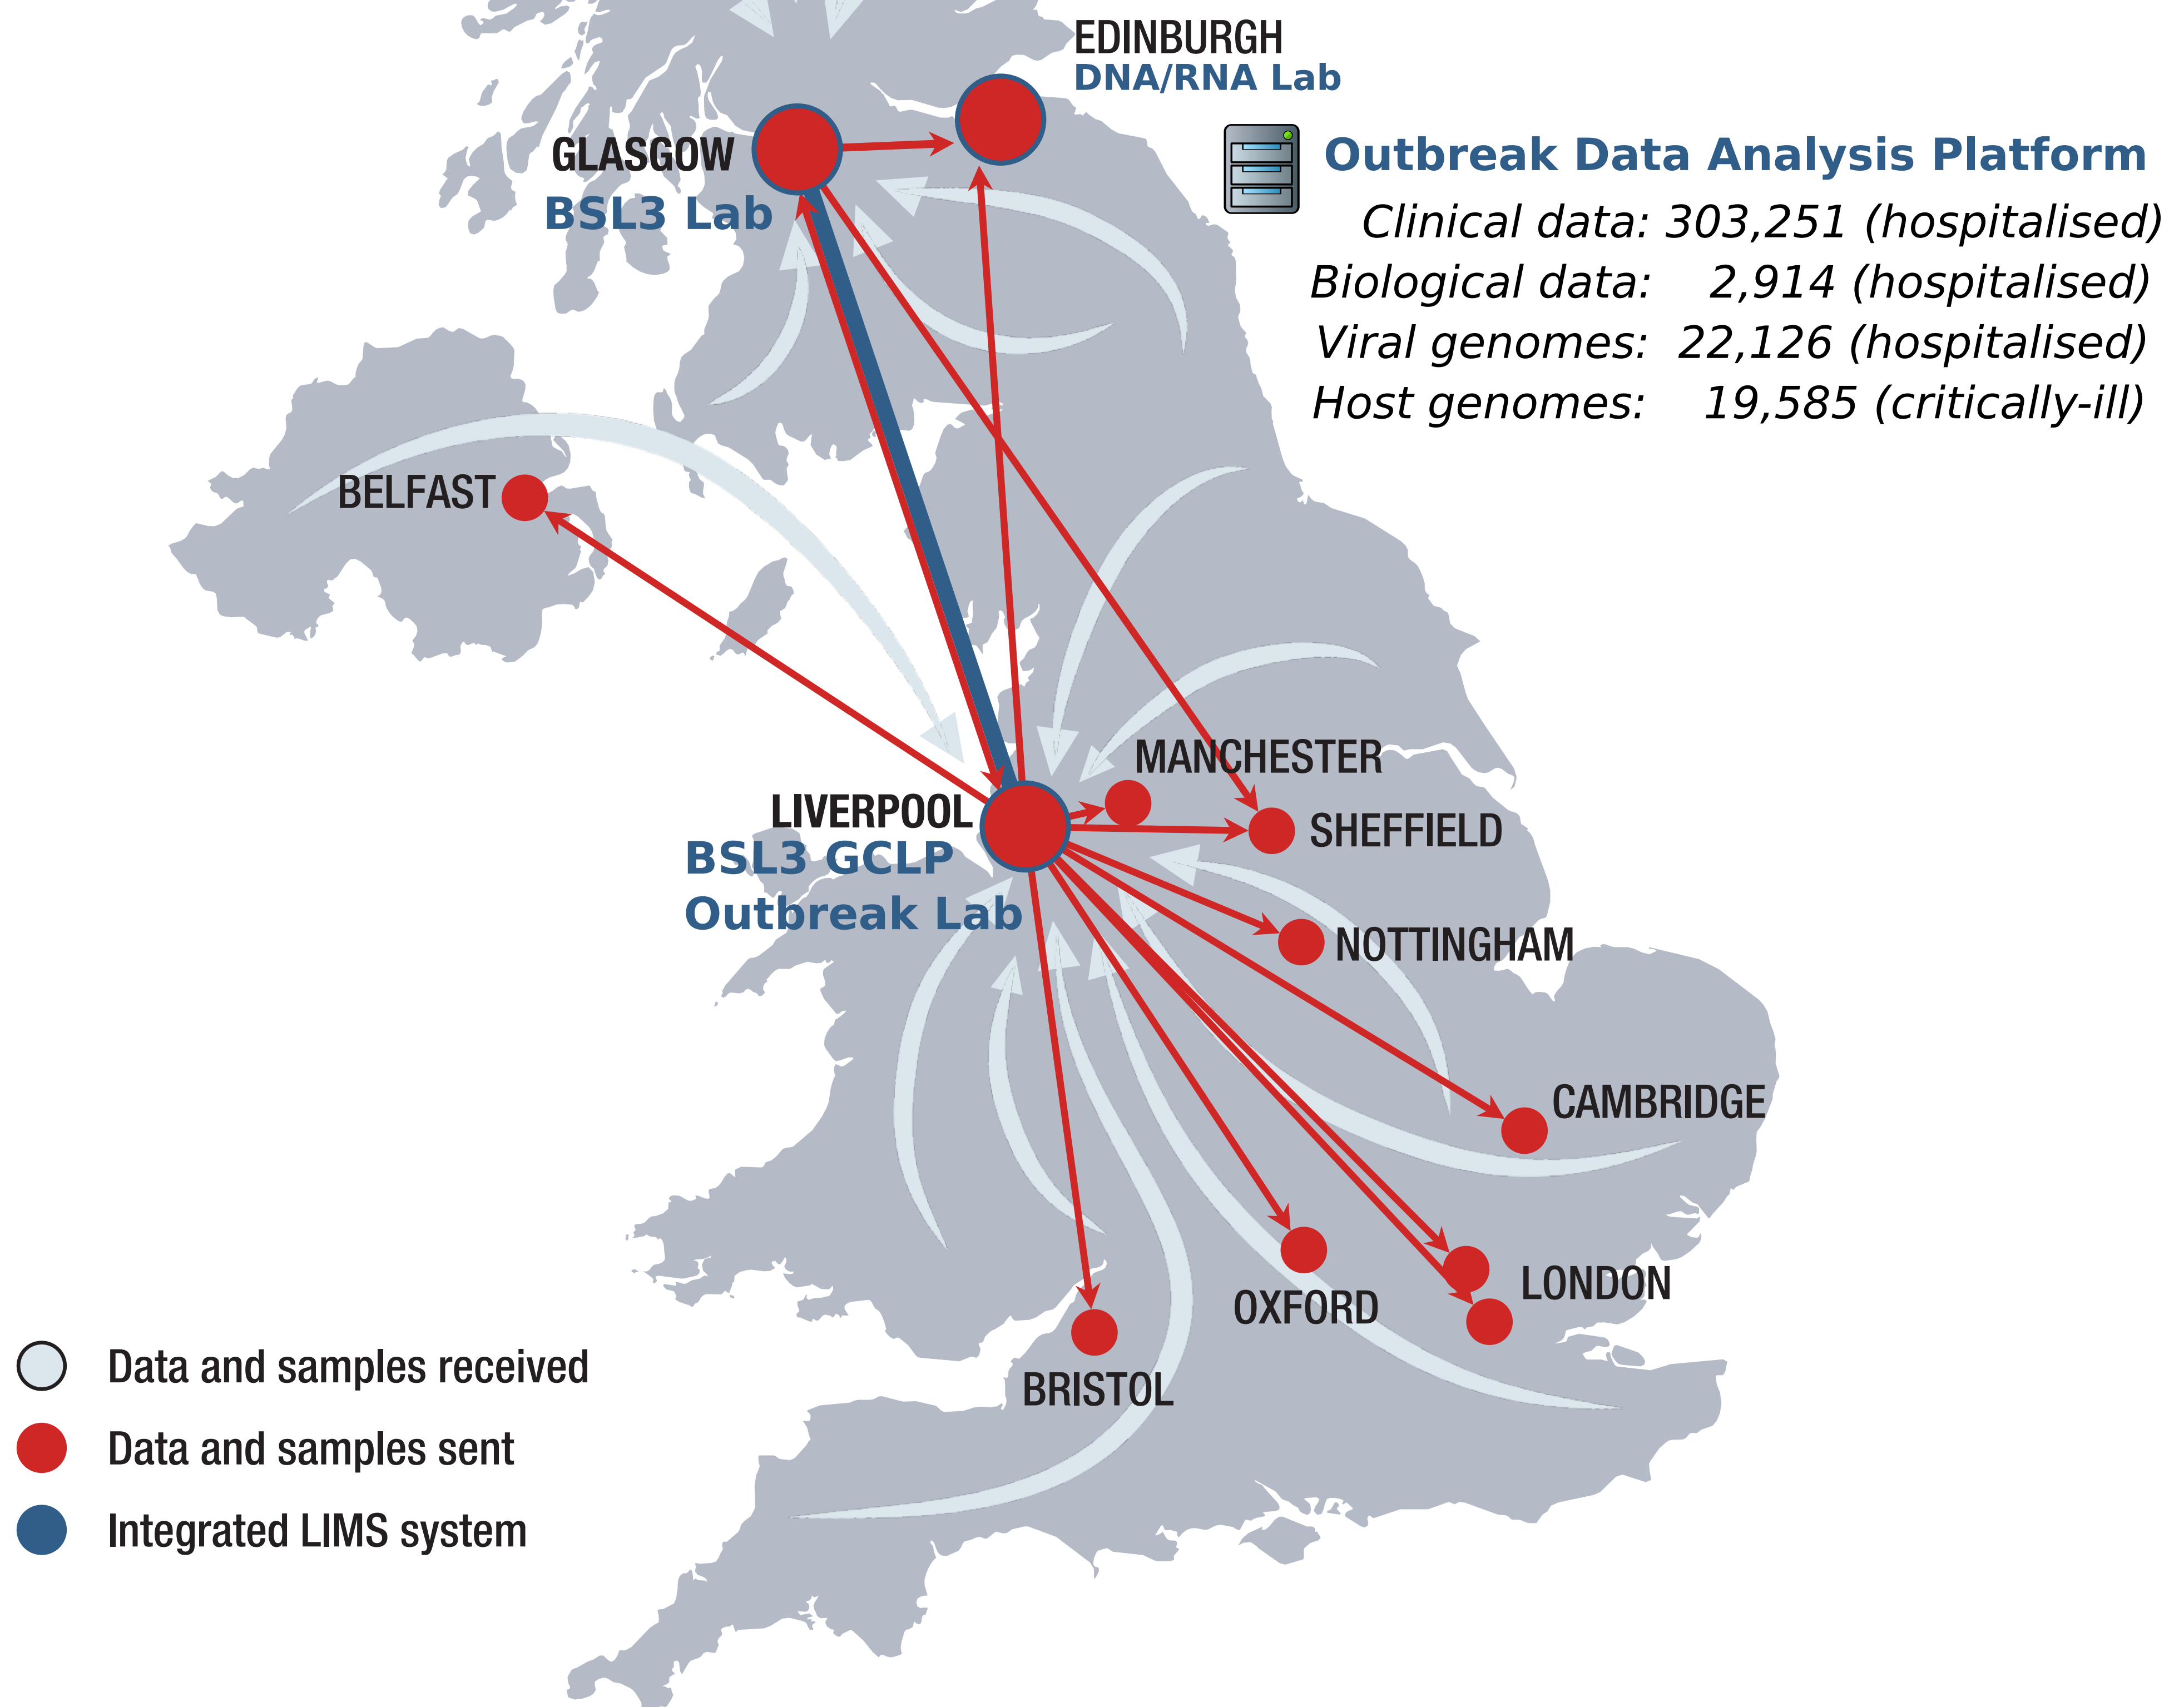 EDINBURGH
DNA/RNA Lab
GLASGOW
BSL3 Lab
Outbreak Data Analysis Platform
Clinical data: 303,251 (hospitalised)
Biological data: 2,914 (hospitalised)
Viral genomes: 22,126 (hospitalised)
Host genomes: 19,585 (critically-ill)
BELFAST
MANCHESTER
LIVERPOOL
BSL3 GCLP
Outbreak Lab
SHEFFIELD
NOTTINGHAM
CAMBRIDGE
LONDON
OXFORD
BRISTOL
Data and samples received
Data and samples sent
Integrated LIMS system